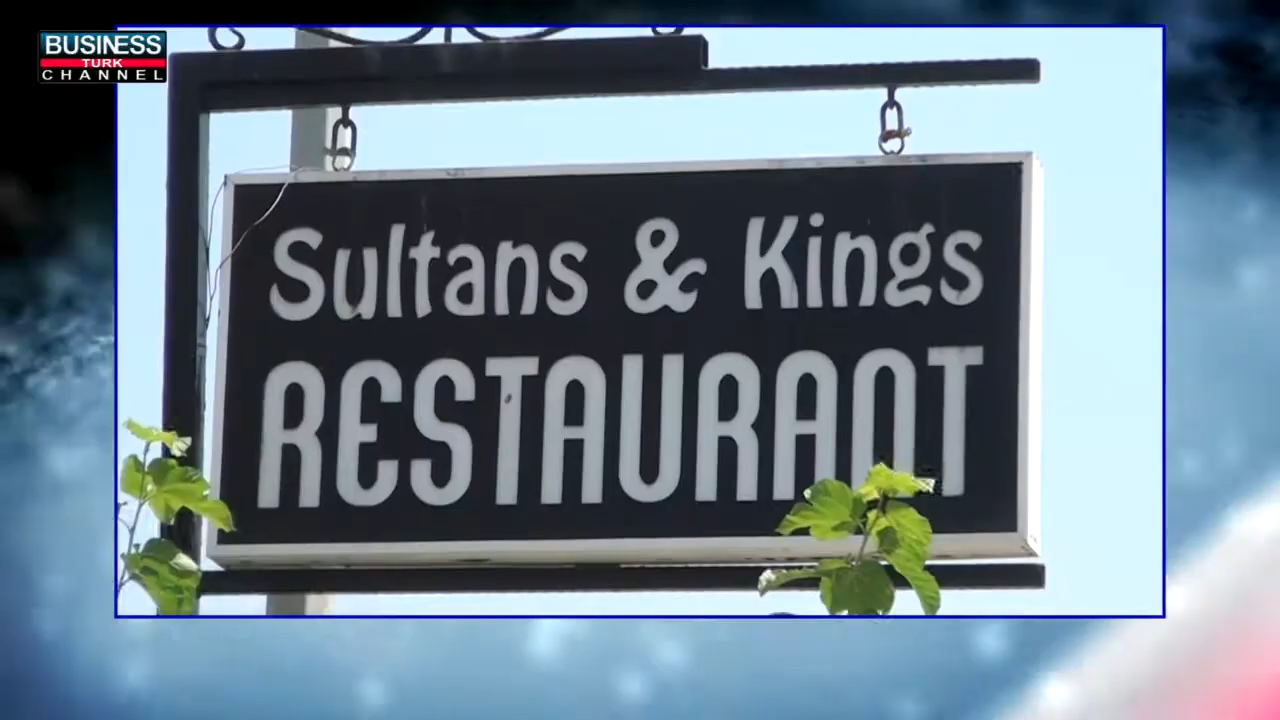 BUSINESS
TURK
CHANNEL
Sultans & Kings
RESTAURANT